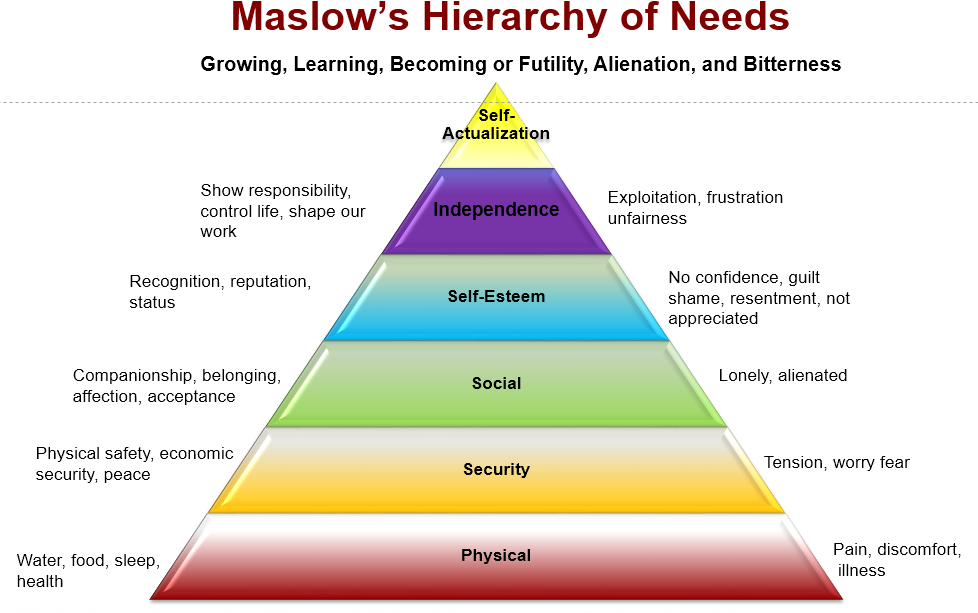 Maslow's Hierarchy of Needs
Growing, Learning, Becoming or Futility, Alienation, and Bitterness
Self-
Actualization
Show responsibility,
control life, shape our
work
Independence
Exploitation, frustration
unfairness
Recognition, reputation,
status
Self-Esteem
No confidence, guilt
shame, resentment, not
appreciated
Companionship, belonging,
affection, acceptance
Social
Lonely, alienated
Physical safety, economic
security, peace
Security
Tension, worry fear
Water, food, sleep,
health
Physical
Pain, discomfort,
illness